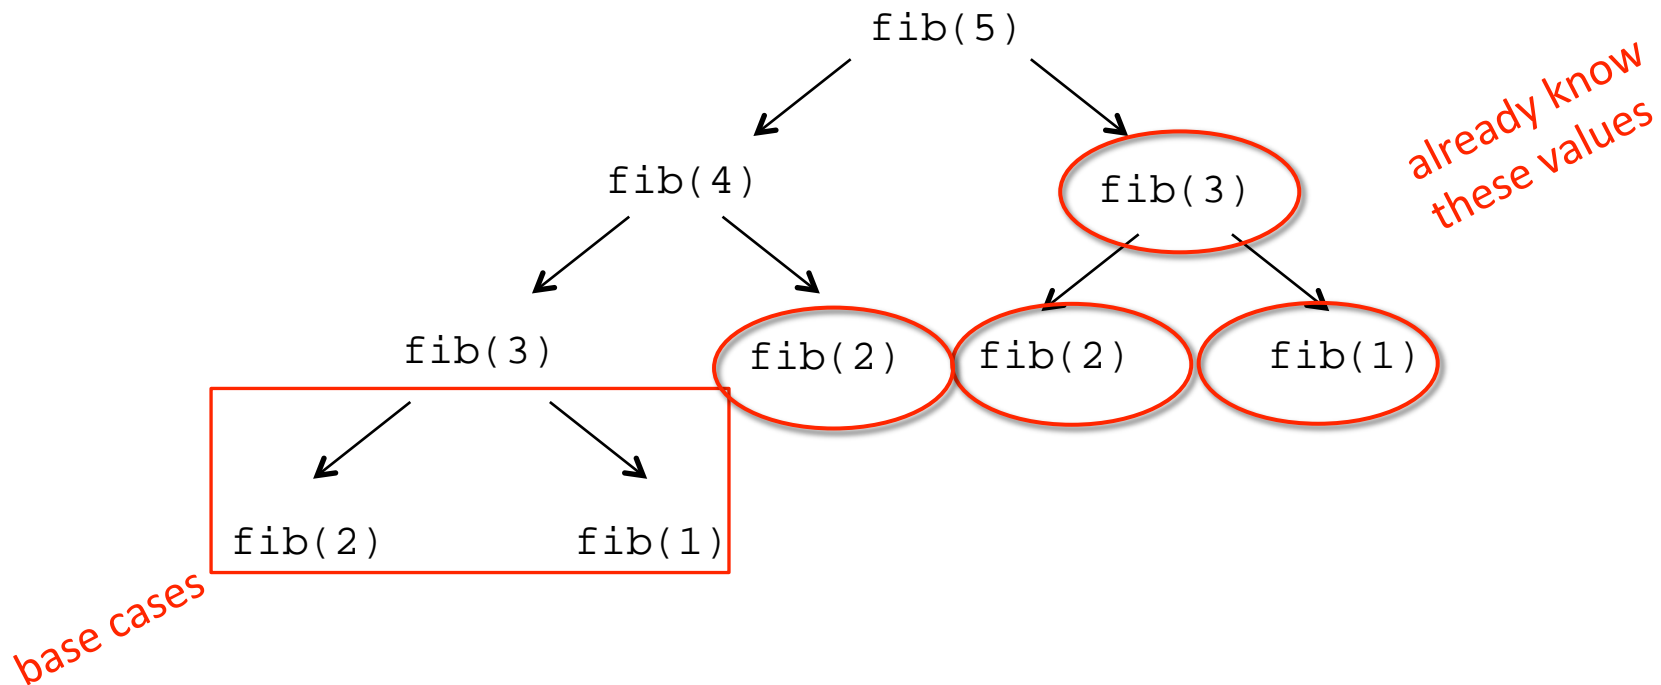 fib(5)
already know
these values
fib(4)
fib(3)
fib(3)
fib(2)
fib(2)
fib(1)
fib(2)
fib(1)
base cases